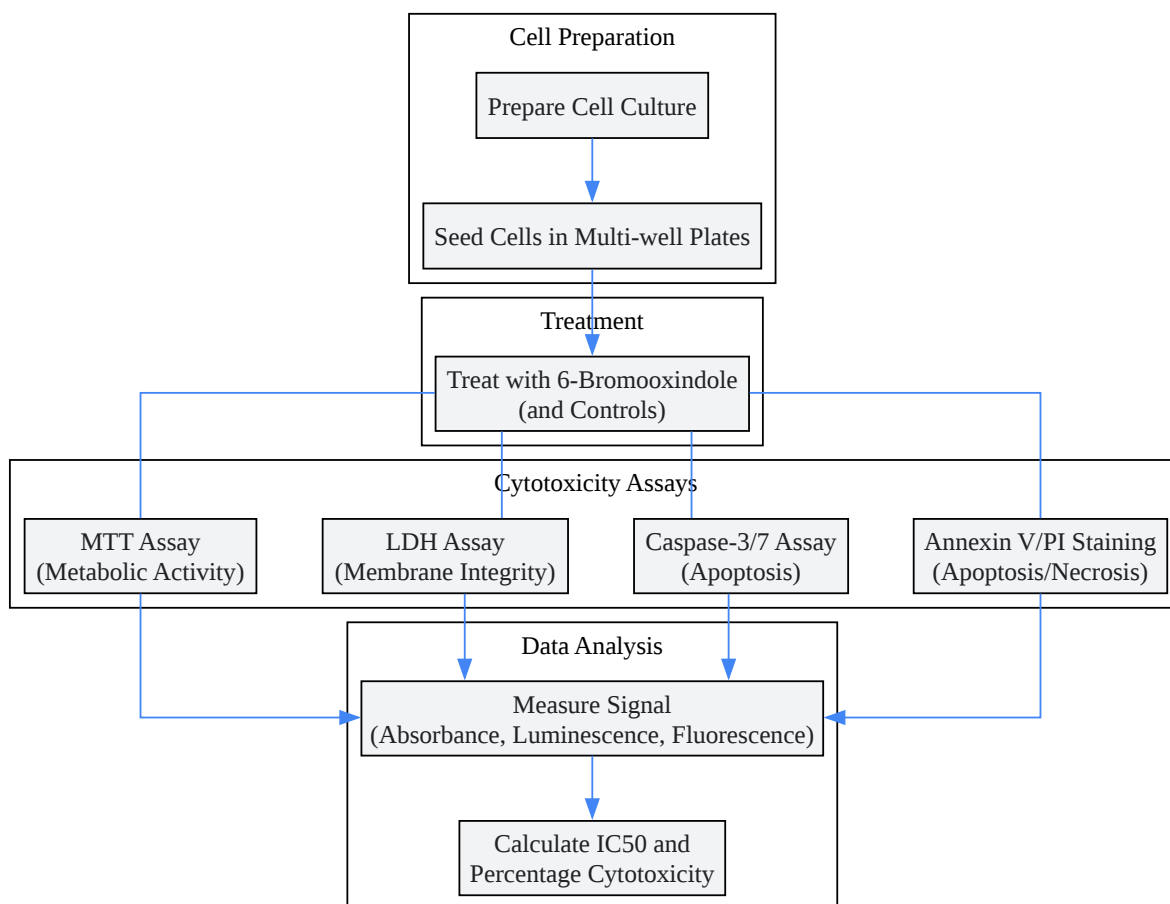 Cell Preparation
Prepare Cell Culture
Seed Cells in Multi-well Plates
Treatment
Treat with 6-Bromooxindole
(and Controls)
Cytotoxicity Assays
MTT Assay
(Metabolic Activity)
LDH Assay
(Membrane Integrity)
Caspase-3/7 Assay
(Apoptosis)
Annexin V/PI Staining
(Apoptosis/Necrosis)
Data Analysis
Measure Signal
(Absorbance, Luminescence, Fluorescence)
Calculate IC50 and
Percentage Cytotoxicity